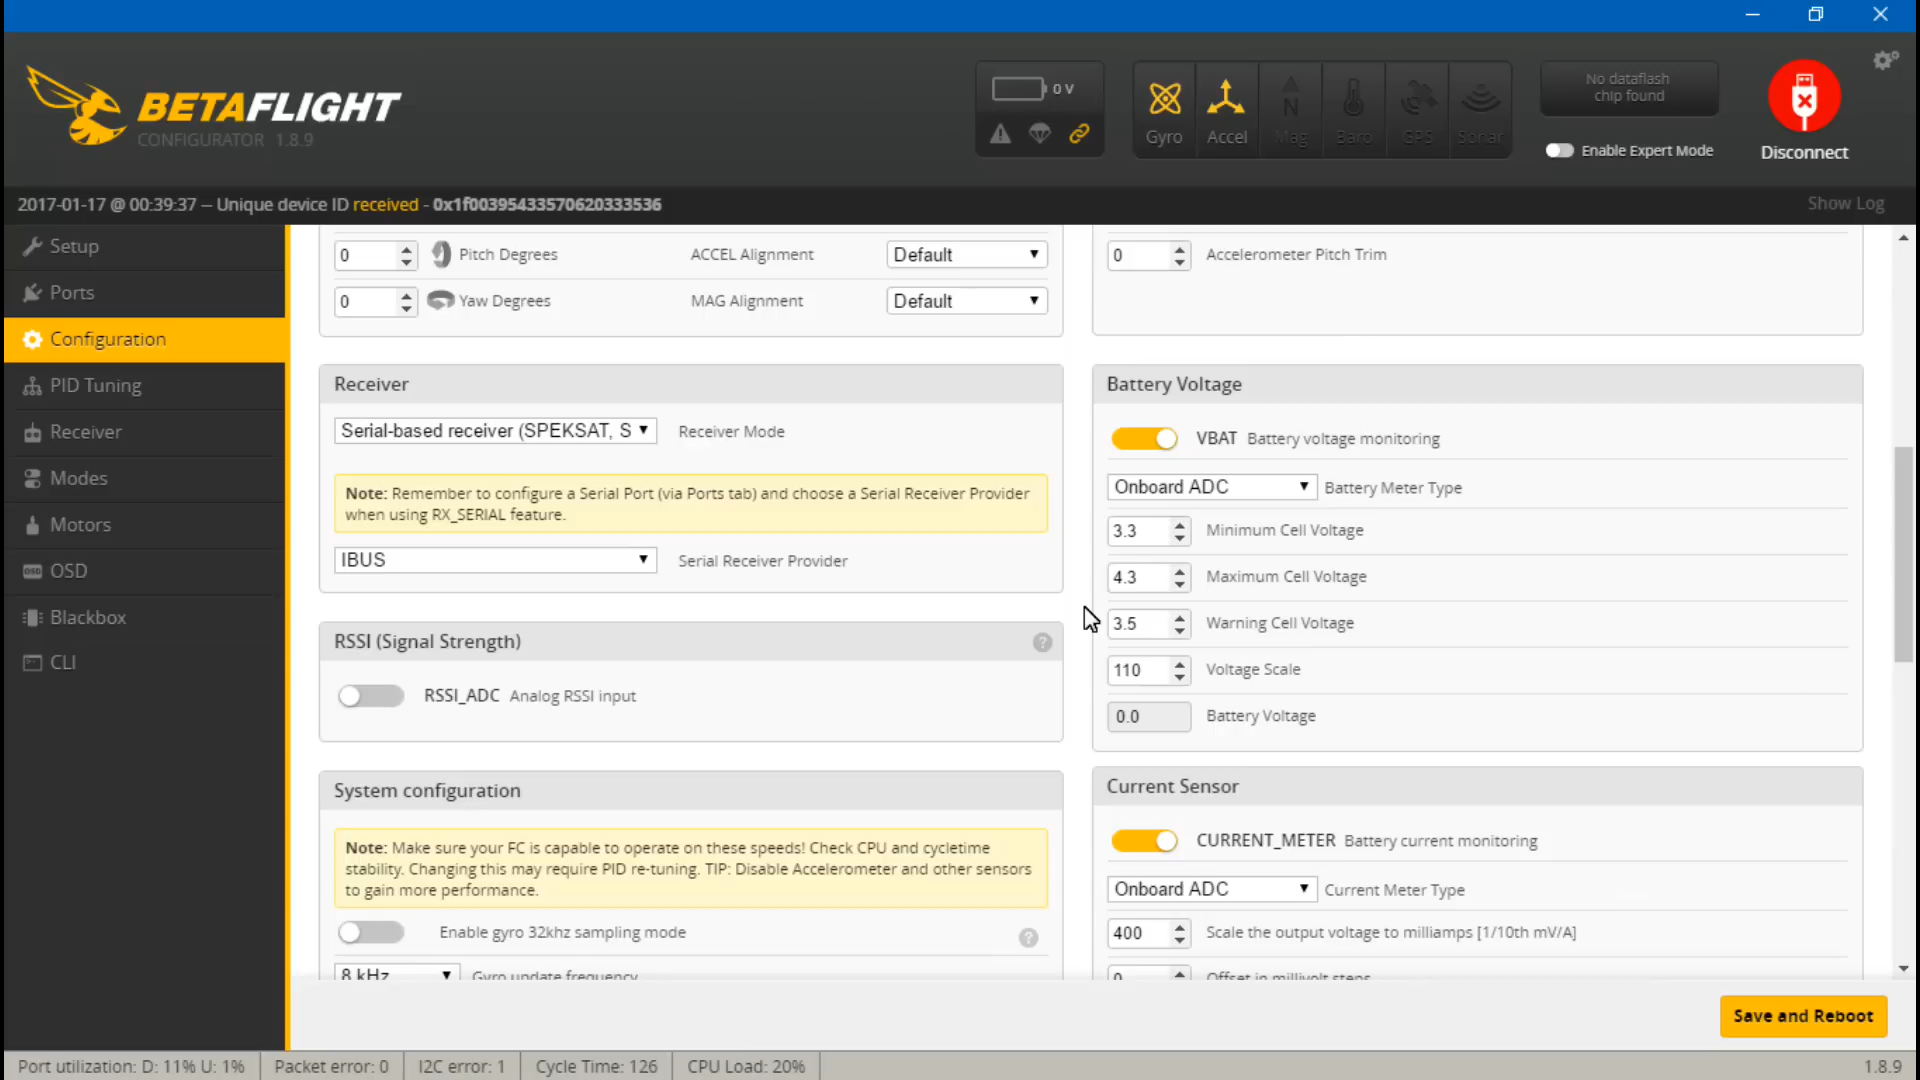 BETAFLIGHT
CONFIGURATOR 1.8.9
0 V
Gyro
Accel
Mag
Baro
GPS
Sonar
No dataflash
chip found
Enable Expert Mode
Disconnect
2017-01-17 @ 00:39:37 -- Unique device ID received - 0x1f00395433570620333536
Show Log
Setup
Ports
Configuration
PID Tuning
Receiver
Modes
Motors
OSD
Blackbox
CLI
0 Pitch Degrees ACCEL Alignment Default
0 Yaw Degrees MAG Alignment Default
0 Accelerometer Pitch Trim
Receiver
Serial-based receiver (SPEKSAT, S Receiver Mode
Note: Remember to configure a Serial Port (via Ports tab) and choose a Serial Receiver Provider
when using RX_SERIAL feature.
IBUS Serial Receiver Provider
RSSI (Signal Strength) ?
RSSI_ADC Analog RSSI input
System configuration
Note: Make sure your FC is capable to operate on these speeds! Check CPU and cycletime
stability. Changing this may require PID re-tuning. TIP: Disable Accelerometer and other sensors
to gain more performance.
Enable gyro 32khz sampling mode ?
8 kHz Gyro update frequency
Battery Voltage
VBAT Battery voltage monitoring
Onboard ADC Battery Meter Type
3.3 Minimum Cell Voltage
4.3 Maximum Cell Voltage
3.5 Warning Cell Voltage
110 Voltage Scale
0.0 Battery Voltage
Current Sensor
CURRENT_METER Battery current monitoring
Onboard ADC Current Meter Type
400 Scale the output voltage to milliamps [1/10th mV/A]
0 Offset in millivolt steps
Save and Reboot
Port utilization: D: 11% U: 1% Packet error: 0 I2C error: 1 Cycle Time: 126 CPU Load: 20% 1.8.9